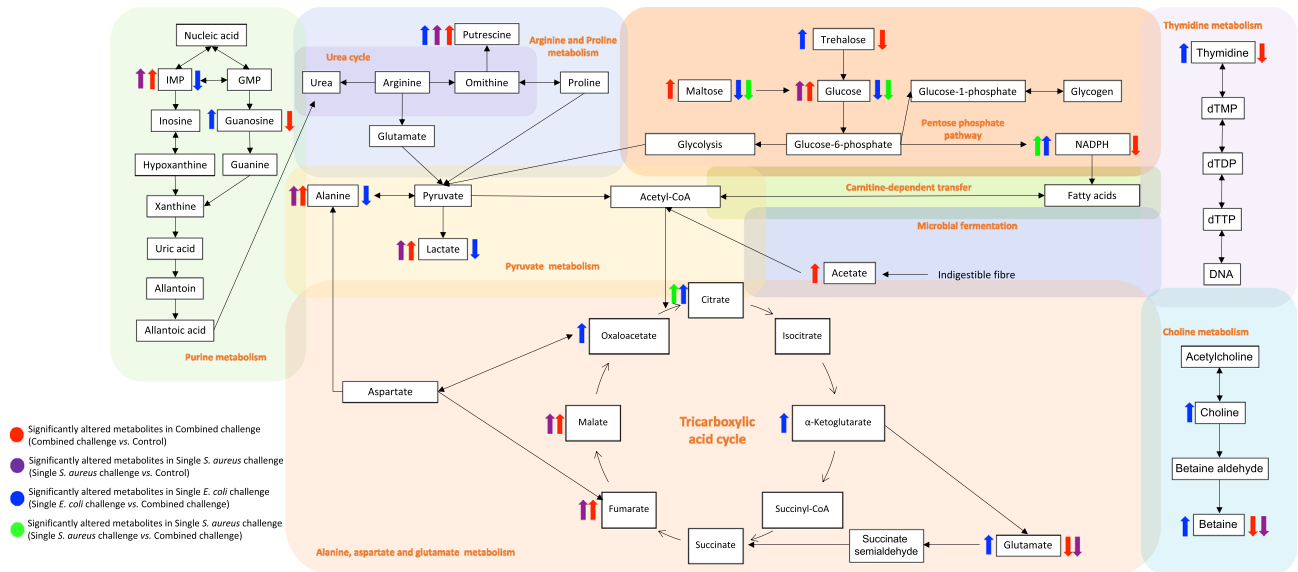 Nucleic acid
IMP
GMP
Inosine
Guanosine
Hypoxanthine
Guanine
Xanthine
Uric acid
Allantoin
Allantoic acid
Purine metabolism
Putrescine
Arginine and Proline
metabolism
Urea cycle
Urea
Arginine
Omithine
Proline
Glutamate
Trehalose
Maltose
Glucose
Glucose-1-phosphate
Glycogen
Pentose phosphate
pathway
Glycolysis
Glucose-6-phosphate
NADPH
Thymidine metabolism
Thymidine
dTMP
dTDP
dTTP
DNA
Alanine
Pyruvate
Acetyl-CoA
Carnitine-dependent transfer
Fatty acids
Lactate
Pyruvate metabolism
Microbial fermentation
Acetate
Indigestible fibre
Citrate
Oxaloacetate
Isocitrate
Aspartate
Malate
Tricarboxylic
acid cycle
α-Ketoglutarate
Fumarate
Succinyl-CoA
Succinate
Succinate
semialdehyde
Glutamate
Alanine, aspartate and glutamate metabolism
Choline metabolism
Acetylcholine
Choline
Betaine aldehyde
Betaine
Significantly altered metabolites in Combined challenge
(Combined challenge vs. Control)
Significantly altered metabolites in Single S. aureus challenge
(Single S. aureus challenge vs. Control)
Significantly altered metabolites in Single E. coli challenge
(Single E. coli challenge vs. Combined challenge)
Significantly altered metabolites in Single S. aureus challenge
(Single S. aureus challenge vs. Combined challenge)